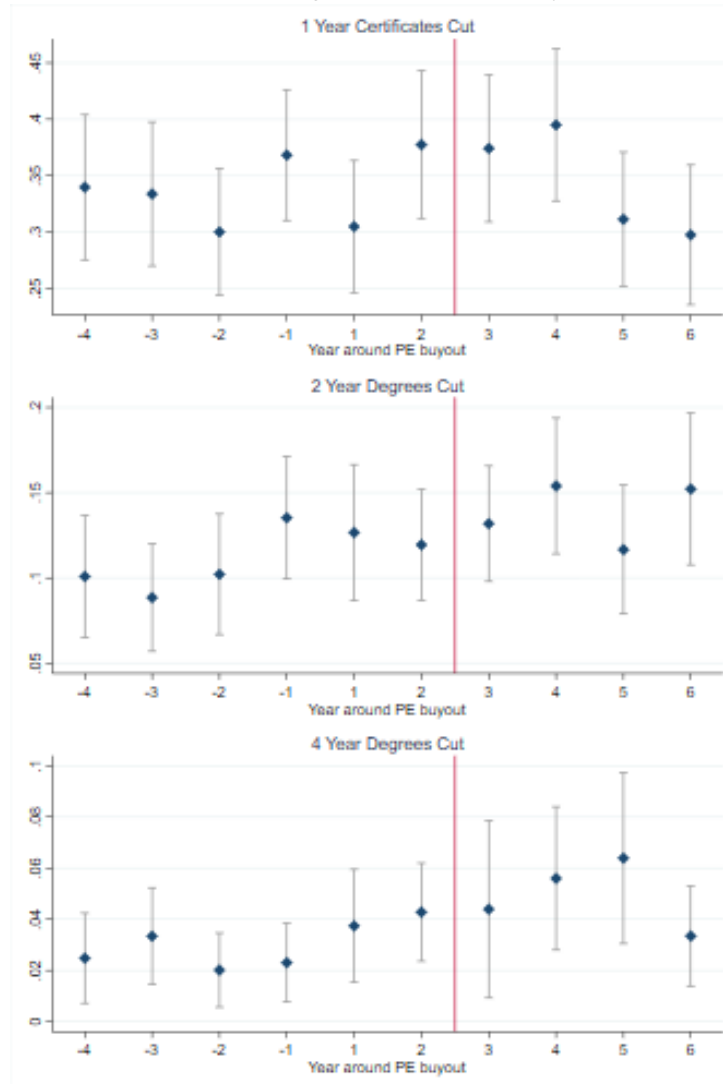 1 Year Certificates Cut
.45
.4
.35
.3
.25
-4 -3 -2 -1 1 2 3 4 5 6
Year around PE buyout
2 Year Degrees Cut
.2
.15
.1
.05
-4 -3 -2 -1 1 2 3 4 5 6
Year around PE buyout
4 Year Degrees Cut
.1
.08
.06
.04
.02
0
-4 -3 -2 -1 1 2 3 4 5 6
Year around PE buyout